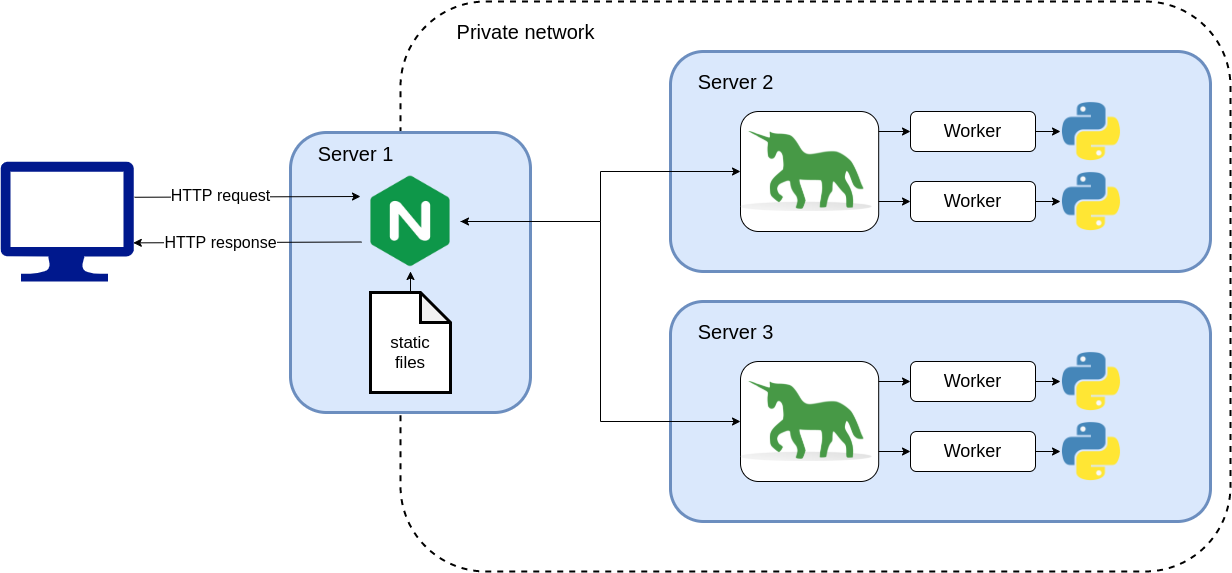 Private network
Server 2
Worker
Worker
Server 1
HTTP request
N
HTTP response
static
files
Server 3
Worker
Worker